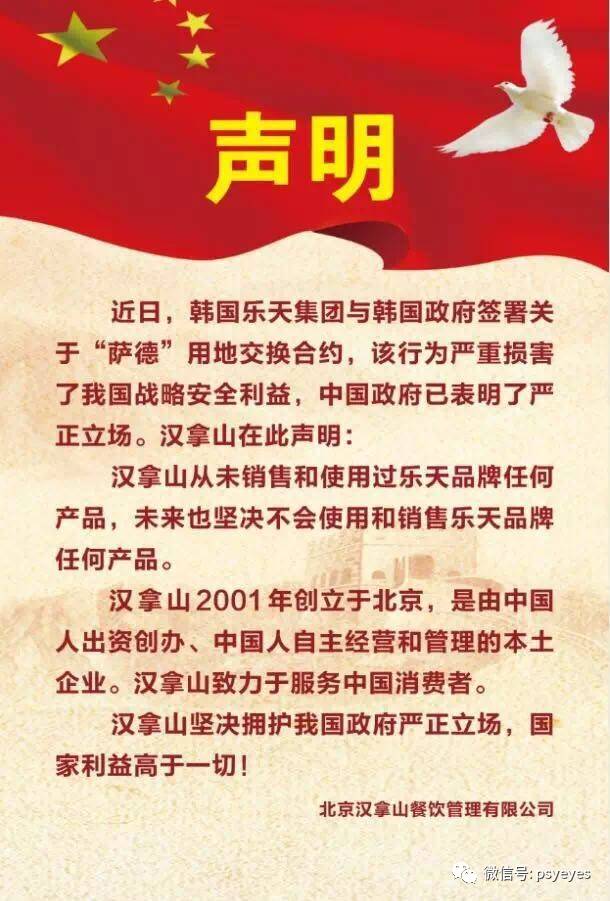 声明
近日，韩国乐天集团与韩国政府签署关
于“萨德”用地交换合约，该行为严重损害
了我国战略安全利益，中国政府已表明了严
正立场。汉拿山在此声明：
汉拿山从未销售和使用过乐天品牌任何
产品，未来也坚决不会使用和销售乐天品牌
任何产品。
汉拿山2001年创立于北京，是由中国
人出资创办、中国人自主经营和管理的本土
企业。汉拿山致力于服务中国消费者。
汉拿山坚决拥护我国政府严正立场，国
家利益高于一切！
北京汉拿山餐饮管理有限公司
微信号: psyeyes